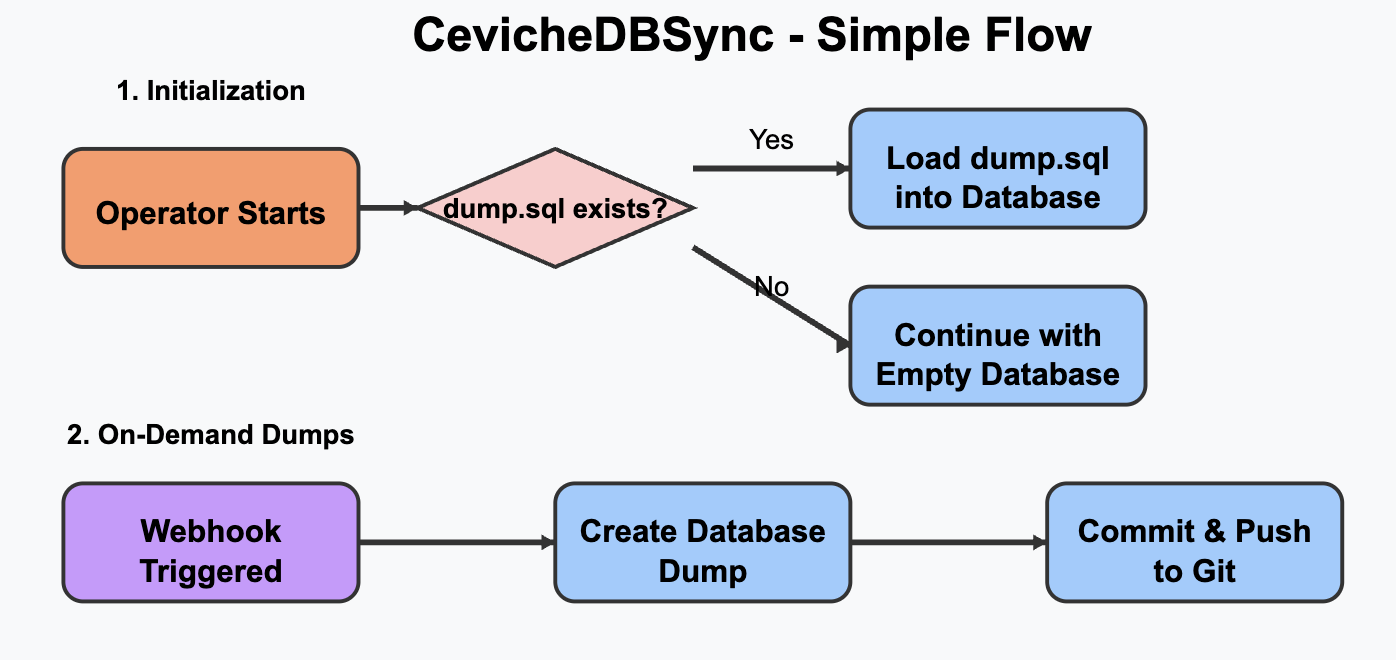 CevicheDBSync - Simple Flow
1. Initialization
Operator Starts
dump.sql exists?
Yes
Load dump.sql
into Database
No
Continue with
Empty Database
2. On-Demand Dumps
Webhook
Triggered
Create Database
Dump
Commit & Push
to Git